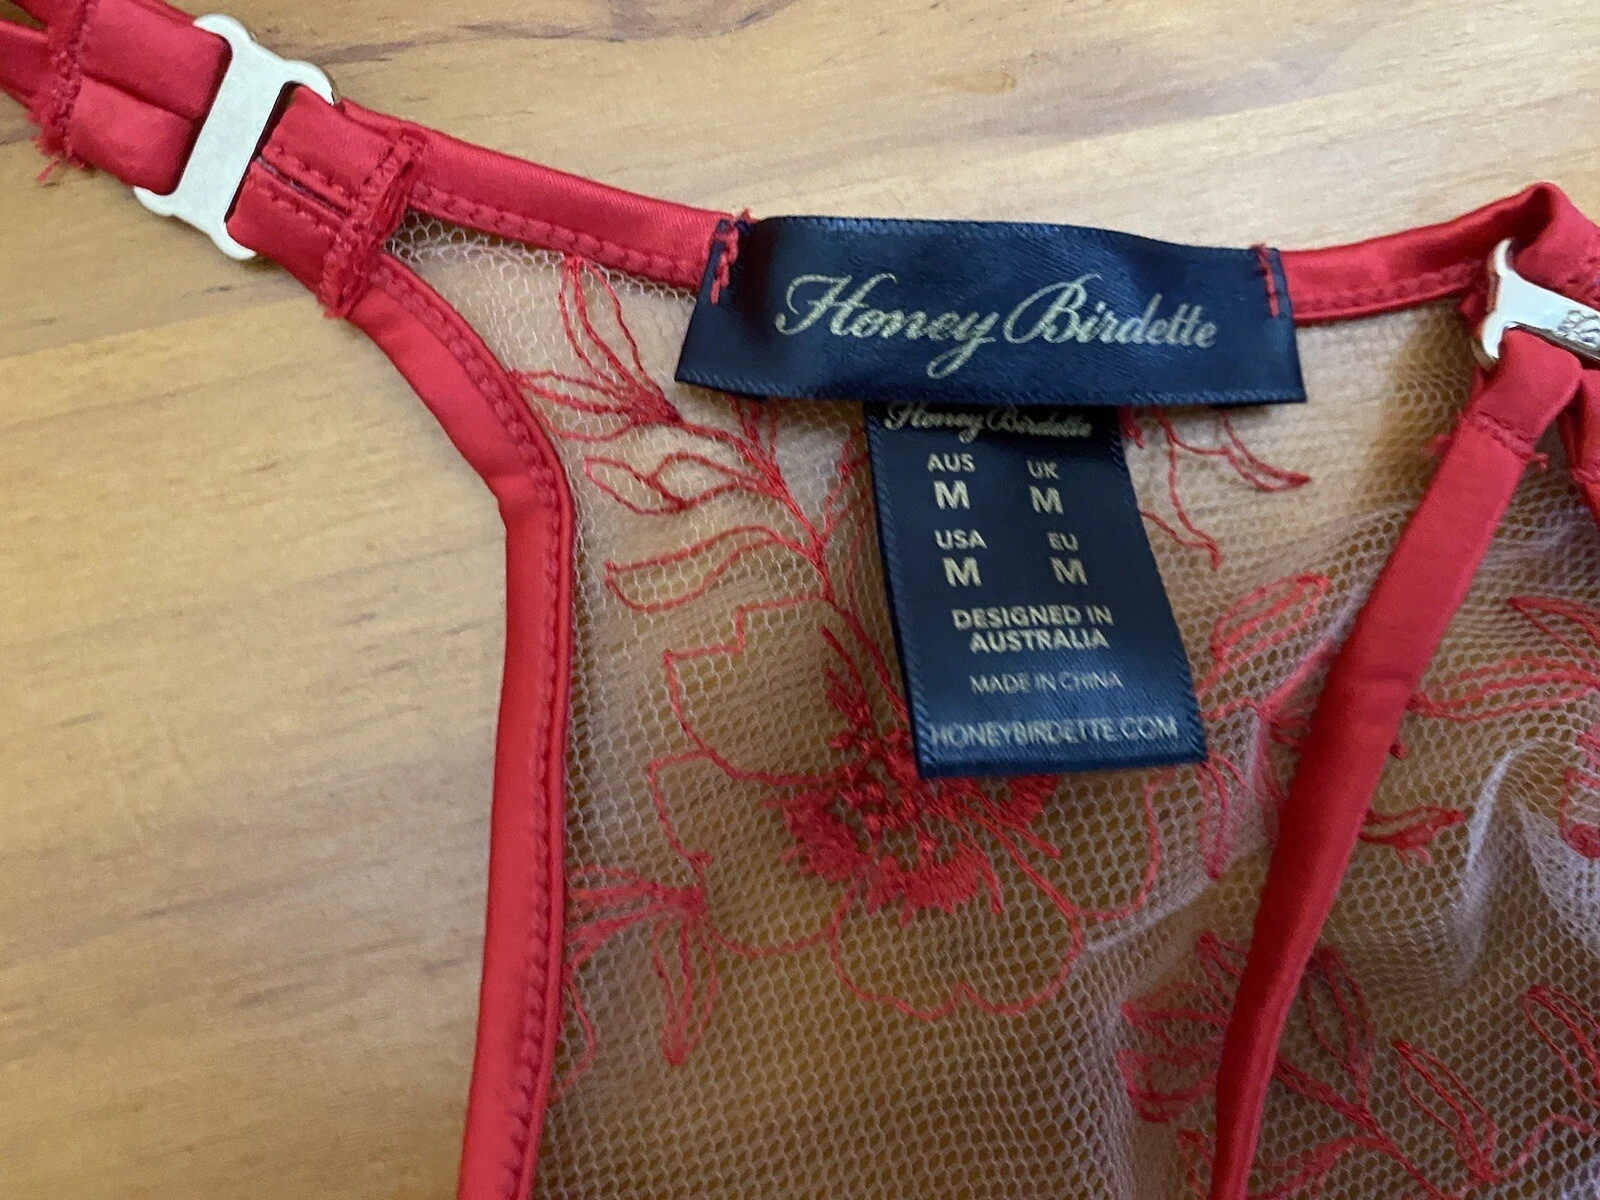 Honey Birdette
Honey Birdette
AUS UK
M M
USA EU
M M
DESIGNED IN
AUSTRALIA
MADE IN CHINA
HONEYBIRDETTE.COM